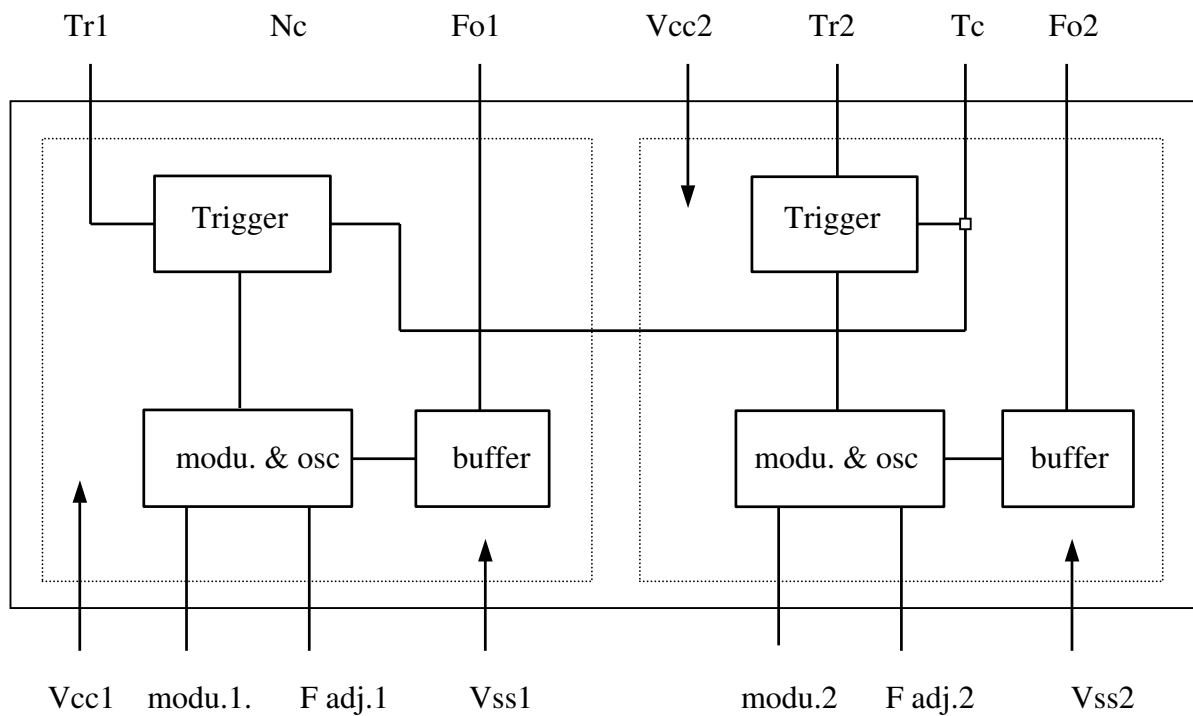 Tr1 Nc Fo1 Vcc2 Tr2 Tc Fo2
Trigger Trigger
modu. & osc buffer modu. & osc buffer
Vcc1 modu.1. F adj.1 Vss1 modu.2 F adj.2 Vss2